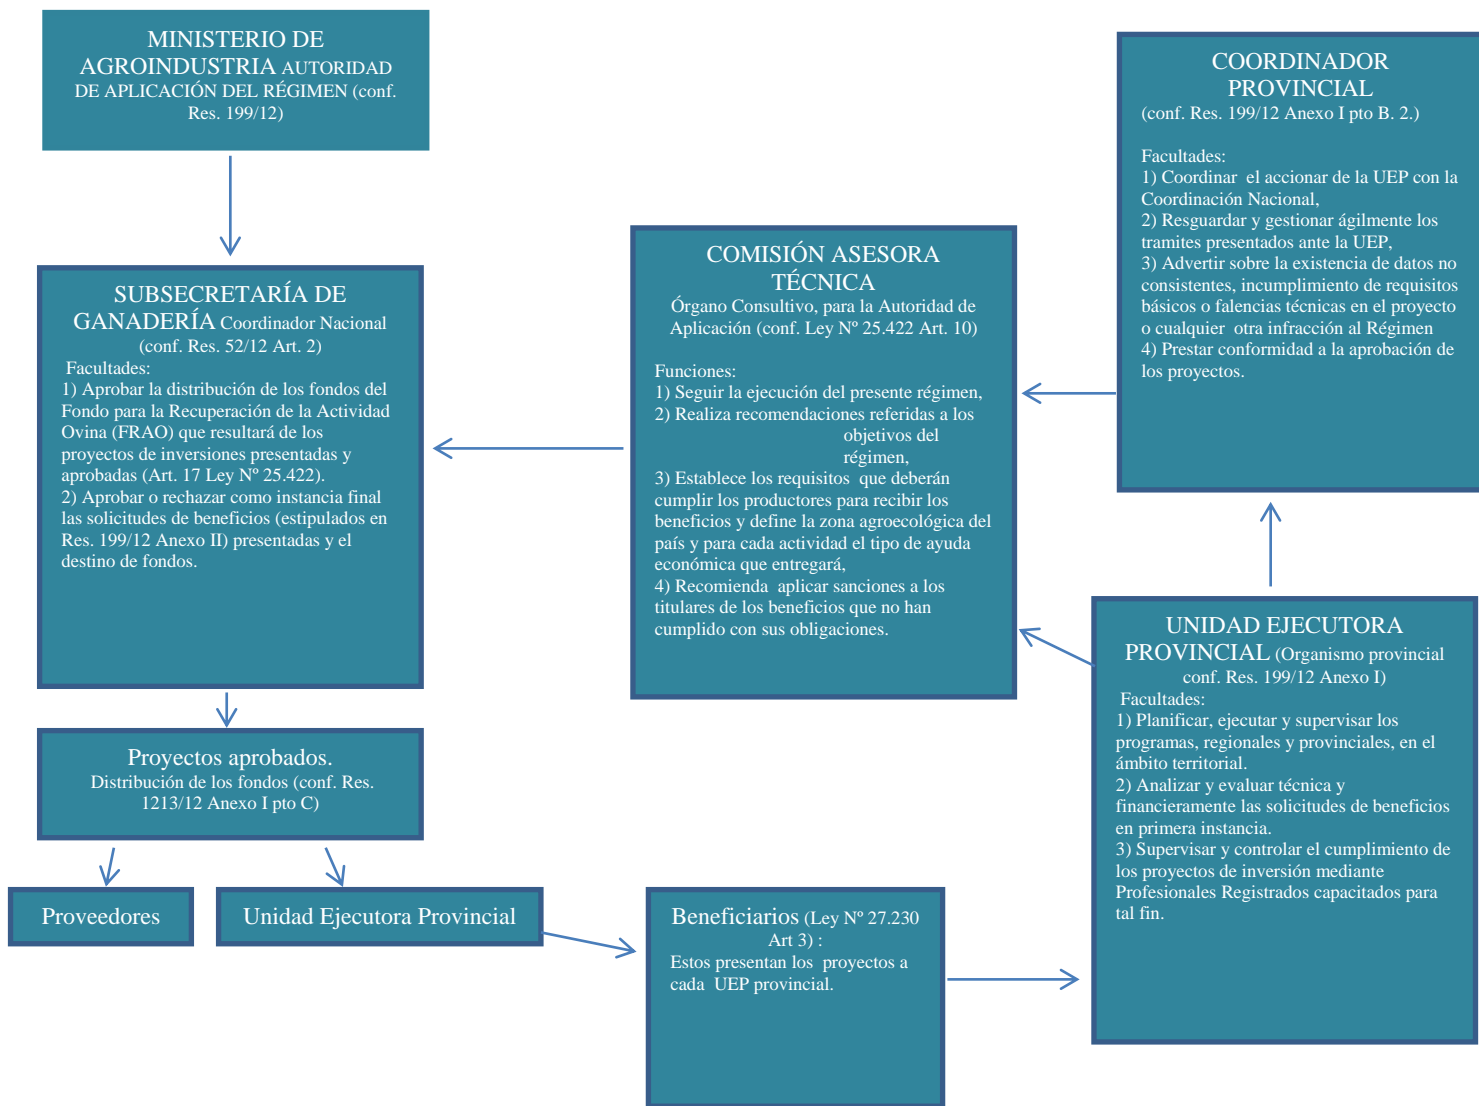 MINISTERIO DE
AGROINDUSTRIA AUTORIDAD
DE APLICACIÓN DEL RÉGIMEN (conf.
Res. 199/12)
SUBSECRETARÍA DE
GANADERÍA Coordinador Nacional
(conf. Res. 52/12 Art. 2)
Facultades:
1) Aprobar la distribución de los fondos del
Fondo para la Recuperación de la Actividad
Ovina (FRAO) que resultará de los
proyectos de inversiones presentadas y
aprobadas (Art. 17 Ley Nº 25.422).
2) Aprobar o rechazar como instancia final
las solicitudes de beneficios (estipulados en
Res. 199/12 Anexo II) presentadas y el
destino de fondos.
Proyectos aprobados.
Distribución de los fondos (conf. Res.
1213/12 Anexo I pto C)
Proveedores
Unidad Ejecutora Provincial
COMISIÓN ASESORA
TÉCNICA
Órgano Consultivo, para la Autoridad de
Aplicación (conf. Ley Nº 25.422 Art. 10)
Funciones:
1) Seguir la ejecución del presente régimen,
2) Realiza recomendaciones referidas a los
objetivos del
régimen,
3) Establece los requisitos que deberán
cumplir los productores para recibir los
beneficios y define la zona agroecológica del
país y para cada actividad el tipo de ayuda
económica que entregará,
4) Recomienda aplicar sanciones a los
titulares de los beneficios que no han
cumplido con sus obligaciones.
Beneficiarios (Ley Nº 27.230
Art 3) :
Estos presentan los proyectos a
cada UEP provincial.
COORDINADOR
PROVINCIAL
(conf. Res. 199/12 Anexo I pto B. 2.)
Facultades:
1) Coordinar el accionar de la UEP con la
Coordinación Nacional,
2) Resguardar y gestionar ágilmente los
tramites presentados ante la UEP,
3) Advertir sobre la existencia de datos no
consistentes, incumplimiento de requisitos
básicos o falencias técnicas en el proyecto
o cualquier otra infracción al Régimen
4) Prestar conformidad a la aprobación de
los proyectos.
UNIDAD EJECUTORA
PROVINCIAL (Organismo provincial
conf. Res. 199/12 Anexo I)
Facultades:
1) Planificar, ejecutar y supervisar los
programas, regionales y provinciales, en el
ámbito territorial.
2) Analizar y evaluar técnica y
financieramente las solicitudes de beneficios
en primera instancia.
3) Supervisar y controlar el cumplimiento de
los proyectos de inversión mediante
Profesionales Registrados capacitados para
tal fin.